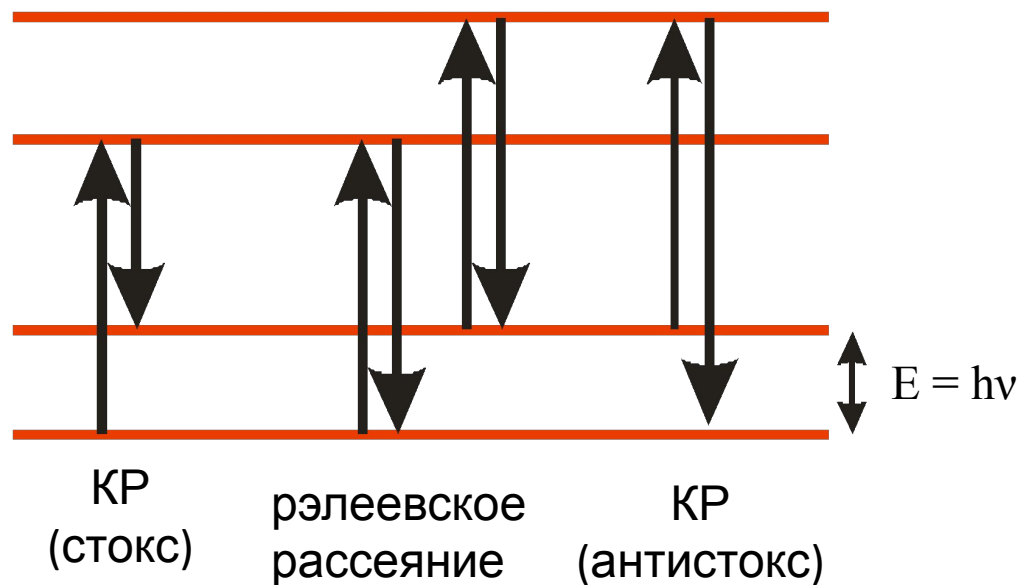 E = hν
КР
(стокс)
рэлеевское
рассеяние
КР
(антистокс)